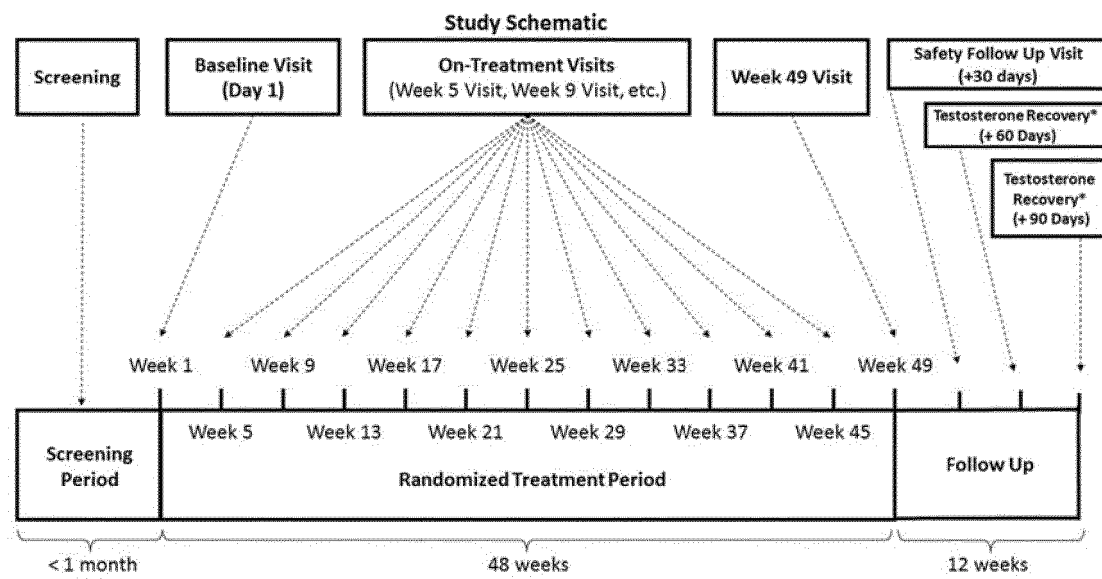 Study Schematic
Screening
Baseline Visit
(Day 1)
On-Treatment Visits
(Week 5 Visit, Week 9 Visit, etc.)
Week 49 Visit
Safety Follow Up Visit
(+30 days)
Testosterone Recovery*
(+ 60 Days)
Testosterone
Recovery*
(+ 90 Days)
Week 1
Week 9
Week 17
Week 25
Week 33
Week 41
Week 49
Week 5
Week 13
Week 21
Week 29
Week 37
Week 45
Screening
Period
Randomized Treatment Period
Follow Up
< 1 month
48 weeks
12 weeks